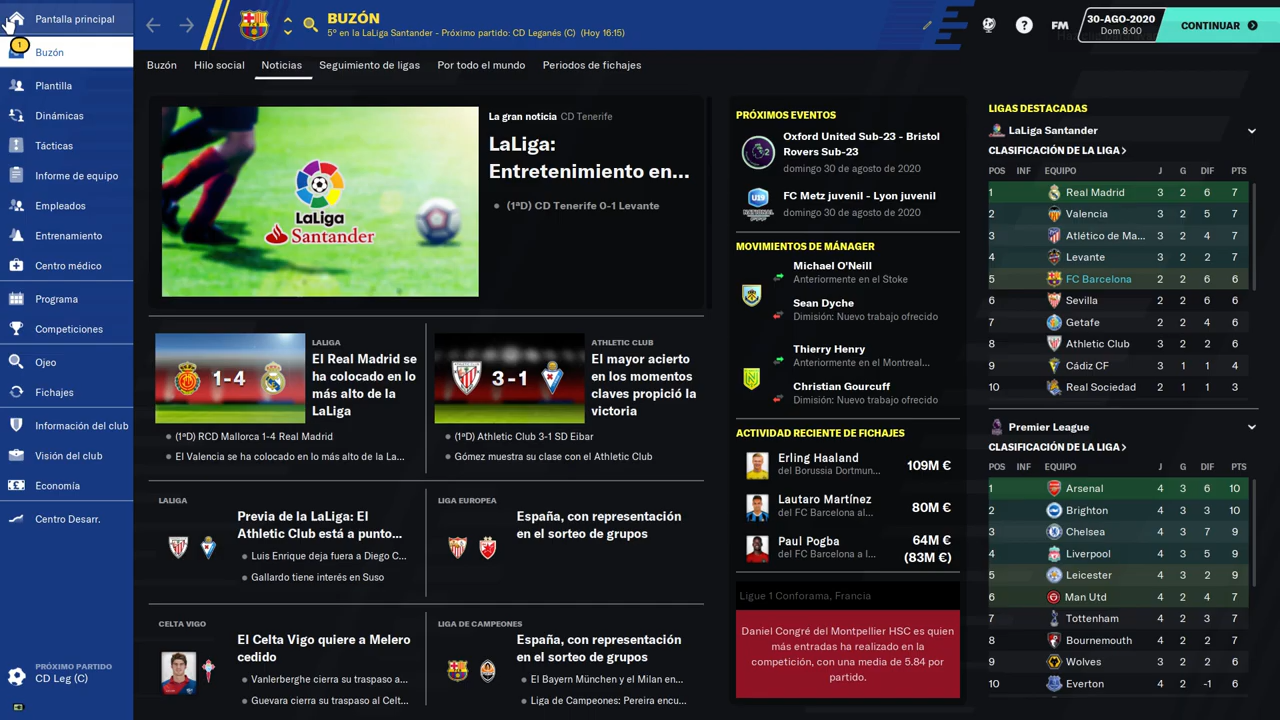 Pantalla principal
1
Buzón
Plantilla
Dinámicas
Tácticas
Informe de equipo
Empleados
Entrenamiento
Centro médico
Programa
Competiciones
Ojeo
Fichajes
Información del club
Visión del club
Economía
Centro Desarr.
PRÓXIMO PARTIDO
CD Leg (C)
BUZÓN
5º en la LaLiga Santander - Próximo partido: CD Leganés (C) (Hoy 16:15)
FM
30-AGO-2020
Dom 8:00
CONTINUAR
Buzón
Hilo social
Noticias
Seguimiento de ligas
Por todo el mundo
Periodos de fichajes
LaLiga
Santander
La gran noticia CD Tenerife
LaLiga:
Entretenimiento en...
(1ªD) CD Tenerife 0-1 Levante
1-4
LALIGA
El Real Madrid se
ha colocado en lo
más alto de la
LaLiga
(1ªD) RCD Mallorca 1-4 Real Madrid
El Valencia se ha colocado en lo más alto de la La...
3-1
ATHLETIC CLUB
El mayor acierto
en los momentos
claves propició la
victoria
(1ªD) Athletic Club 3-1 SD Eibar
Gómez muestra su clase con el Athletic Club
LALIGA
Previa de la LaLiga: El
Athletic Club está a punto...
Luis Enrique deja fuera a Diego C...
Gallardo tiene interés en Suso
LIGA EUROPEA
España, con representación
en el sorteo de grupos
CELTA VIGO
El Celta Vigo quiere a Melero
cedido
Vanlerberghe cierra su traspaso a...
Guevara cierra su traspaso al Celt...
LIGA DE CAMPEONES
España, con representación
en el sorteo de grupos
El Bayern München y el Milan en...
Liga de Campeones: Pereira encu...
PRÓXIMOS EVENTOS
Oxford United Sub-23 - Bristol
Rovers Sub-23
domingo 30 de agosto de 2020
U19
NATIONAL
FC Metz juvenil - Lyon juvenil
domingo 30 de agosto de 2020
MOVIMIENTOS DE MÁNAGER
Michael O'Neill
Anteriormente en el Stoke
Sean Dyche
Dimisión: Nuevo trabajo ofrecido
Thierry Henry
Anteriormente en el Montreal...
Christian Gourcuff
Dimisión: Nuevo trabajo ofrecido
ACTIVIDAD RECIENTE DE FICHAJES
Erling Haaland
del Borussia Dortmun...
109M €
Lautaro Martínez
del FC Barcelona al...
80M €
Paul Pogba
del FC Barcelona a l...
64M €
(83M €)
Ligue 1 Conforama, Francia
Daniel Congré del Montpellier HSC es quien
más entradas ha realizado en la
competición, con una media de 5.84 por
partido.
LIGAS DESTACADAS
LaLiga Santander
CLASIFICACIÓN DE LA LIGA
POS INF EQUIPO J G DIF PTS
1 Real Madrid 3 2 6 7
2 Valencia 3 2 5 7
3 Atlético de Ma... 3 2 4 7
4 Levante 3 2 2 7
5 FC Barcelona 2 2 6 6
6 Sevilla 2 2 6 6
7 Getafe 2 2 4 6
8 Athletic Club 2 2 3 6
9 Cádiz CF 3 1 1 4
10 Real Sociedad 2 1 1 3
Premier League
CLASIFICACIÓN DE LA LIGA
POS INF EQUIPO J G DIF PTS
1 Arsenal 4 3 6 10
2 Brighton 4 3 3 10
3 Chelsea 4 3 7 9
4 Liverpool 4 3 5 9
5 Leicester 4 3 2 9
6 Man Utd 4 2 4 7
7 Tottenham 4 2 3 7
8 Bournemouth 4 2 2 7
9 Wolves 4 2 3 6
10 Everton 4 2 -1 6